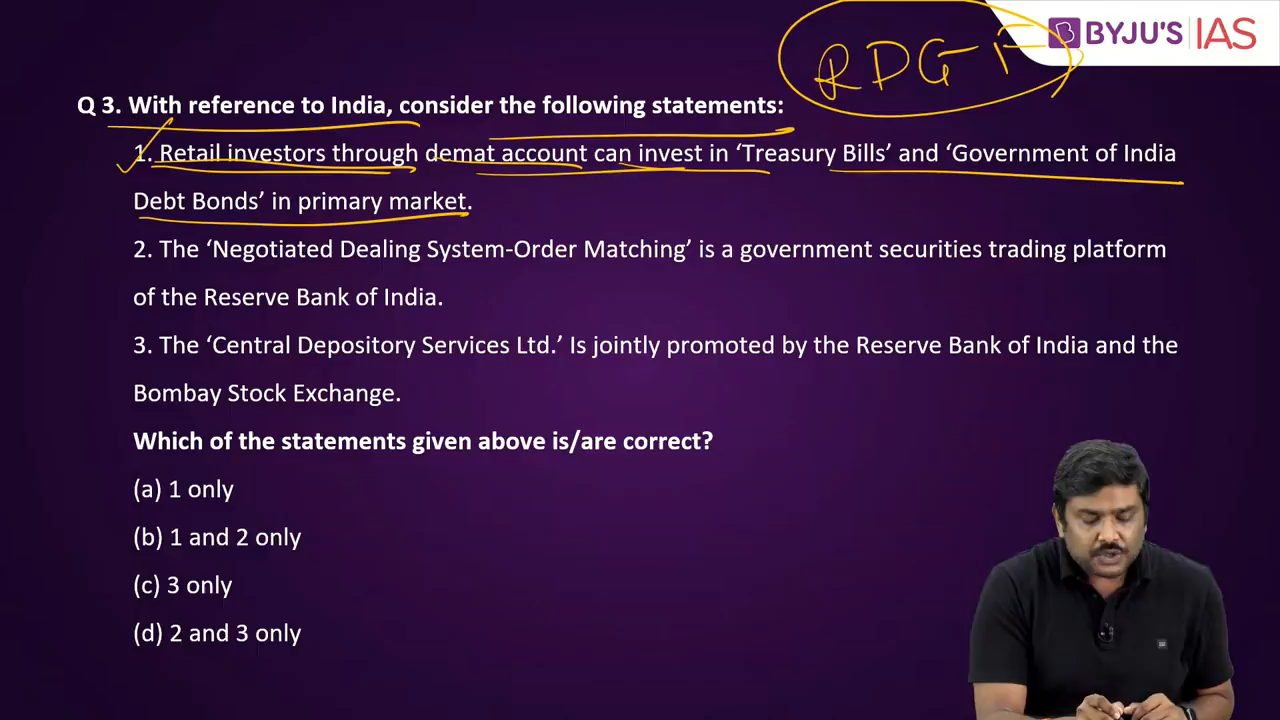 RDG-F
BYJU'S IAS
Q 3. With reference to India, consider the following statements:
1. Retail investors through demat account can invest in ‘Treasury Bills’ and ‘Government of India
Debt Bonds’ in primary market.
2. The ‘Negotiated Dealing System-Order Matching’ is a government securities trading platform
of the Reserve Bank of India.
3. The ‘Central Depository Services Ltd.’ Is jointly promoted by the Reserve Bank of India and the
Bombay Stock Exchange.
Which of the statements given above is/are correct?
(a) 1 only
(b) 1 and 2 only
(c) 3 only
(d) 2 and 3 only